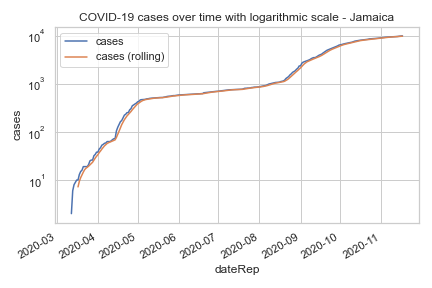 COVID-19 cases over time with logarithmic scale - Jamaica
cases
cases (rolling)
10⁴
10³
10²
10¹
cases
2020-03
2020-04
2020-05
2020-06
2020-07
2020-08
2020-09
2020-10
2020-11
dateRep